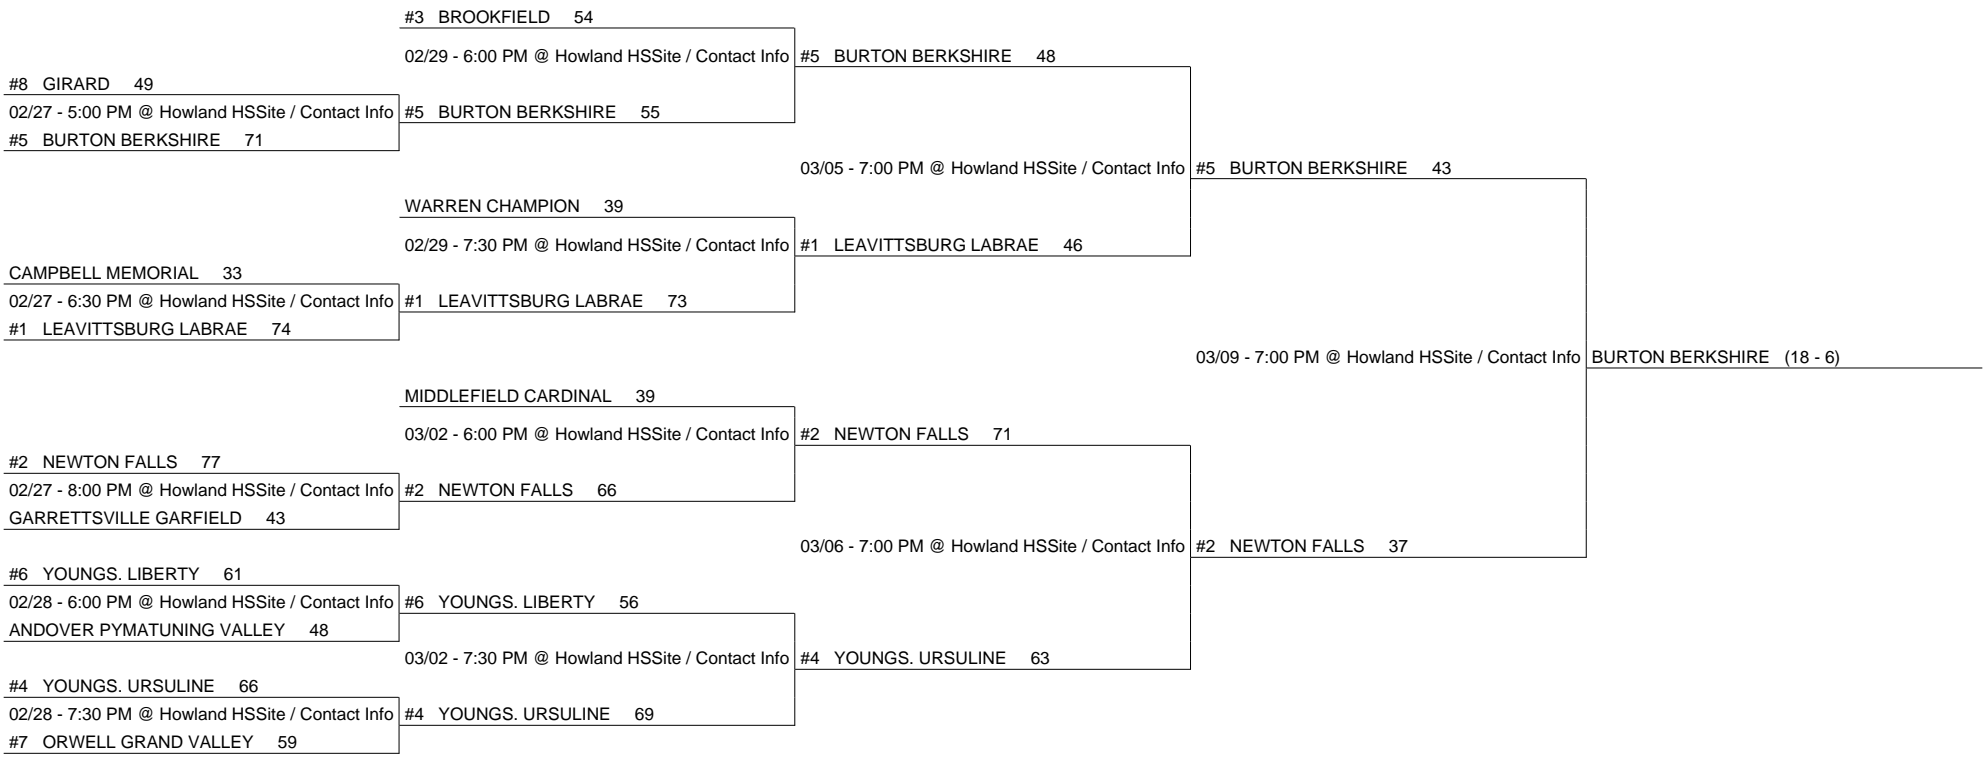 #3 BROOKFIELD 54
02/29 - 6:00 PM @ Howland HSSite / Contact Info
#5 BURTON BERKSHIRE 48
#8 GIRARD 49
02/27 - 5:00 PM @ Howland HSSite / Contact Info
#5 BURTON BERKSHIRE 55
#5 BURTON BERKSHIRE 71
03/05 - 7:00 PM @ Howland HSSite / Contact Info
#5 BURTON BERKSHIRE 43
WARREN CHAMPION 39
02/29 - 7:30 PM @ Howland HSSite / Contact Info
#1 LEAVITTSBURG LABRAE 46
CAMPBELL MEMORIAL 33
02/27 - 6:30 PM @ Howland HSSite / Contact Info
#1 LEAVITTSBURG LABRAE 73
#1 LEAVITTSBURG LABRAE 74
03/09 - 7:00 PM @ Howland HSSite / Contact Info
BURTON BERKSHIRE (18 - 6)
MIDDLEFIELD CARDINAL 39
03/02 - 6:00 PM @ Howland HSSite / Contact Info
#2 NEWTON FALLS 71
#2 NEWTON FALLS 77
02/27 - 8:00 PM @ Howland HSSite / Contact Info
#2 NEWTON FALLS 66
GARRETTSVILLE GARFIELD 43
03/06 - 7:00 PM @ Howland HSSite / Contact Info
#2 NEWTON FALLS 37
#6 YOUNGS. LIBERTY 61
02/28 - 6:00 PM @ Howland HSSite / Contact Info
#6 YOUNGS. LIBERTY 56
ANDOVER PYMATUNING VALLEY 48
03/02 - 7:30 PM @ Howland HSSite / Contact Info
#4 YOUNGS. URSULINE 63
#4 YOUNGS. URSULINE 66
02/28 - 7:30 PM @ Howland HSSite / Contact Info
#4 YOUNGS. URSULINE 69
#7 ORWELL GRAND VALLEY 59